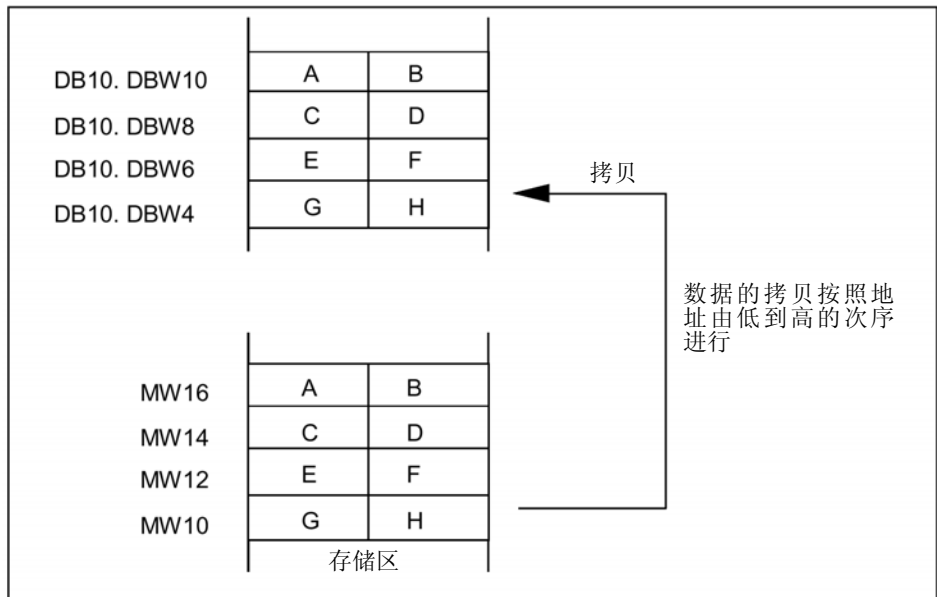 DB10. DBW10 A B
DB10. DBW8 C D
DB10. DBW6 E F
DB10. DBW4 G H
拷贝
数据的拷贝按照地
址由低到高的次序
进行
MW16 A B
MW14 C D
MW12 E F
MW10 G H
存储区